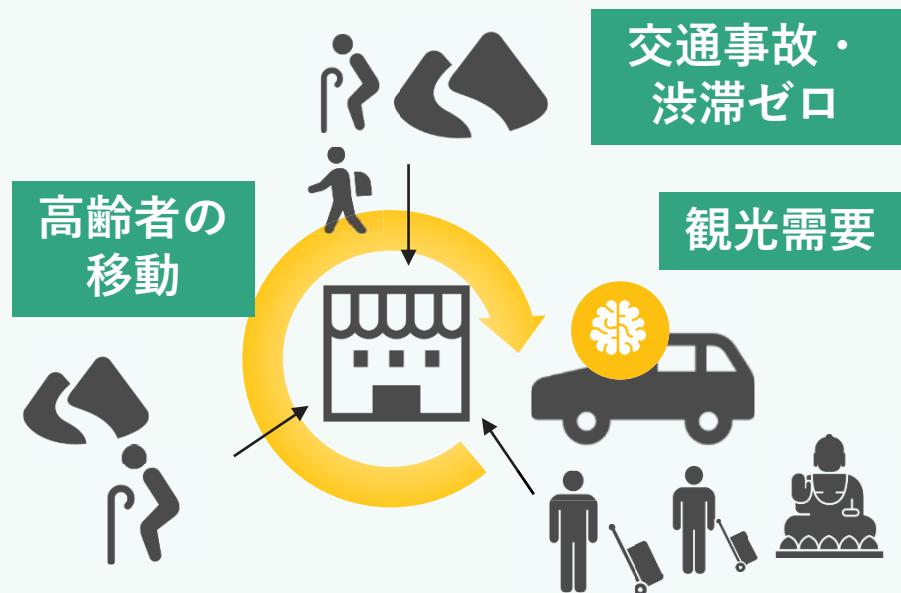 交通事故・
渋滞ゼロ
高齢者の
移動
観光需要